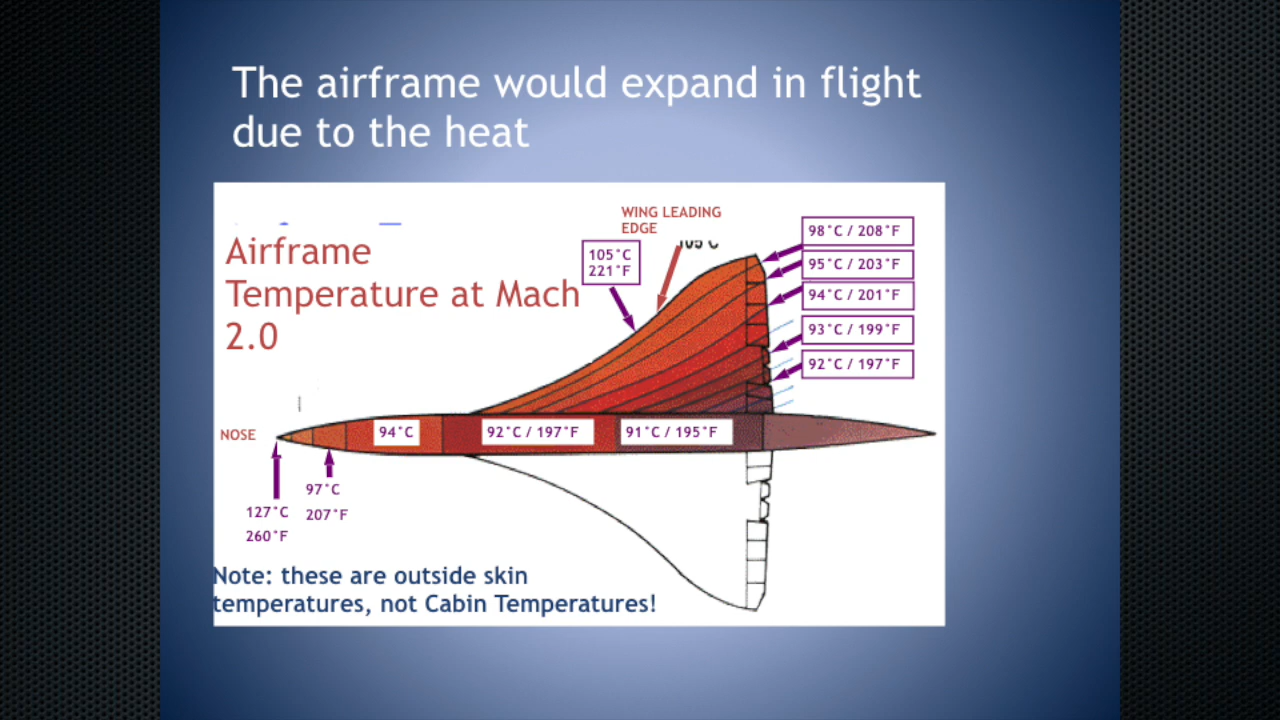 The airframe would expand in flight
due to the heat
WING LEADING
EDGE
105°C
Airframe
Temperature at Mach
2.0
105°C
221°F
98°C / 208°F
95°C / 203°F
94°C / 201°F
93°C / 199°F
92°C / 197°F
NOSE
94°C
92°C / 197°F
91°C / 195°F
97°C
207°F
127°C
260°F
Note: these are outside skin
temperatures, not Cabin Temperatures!